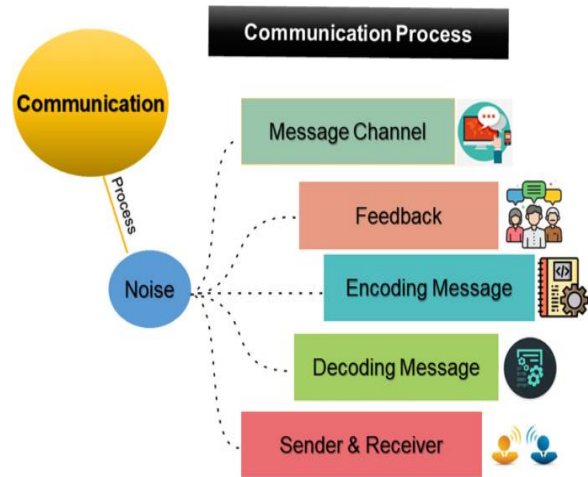 Communication Process
Communication
Process
Noise
Message Channel
Feedback
Encoding Message
Decoding Message
Sender & Receiver